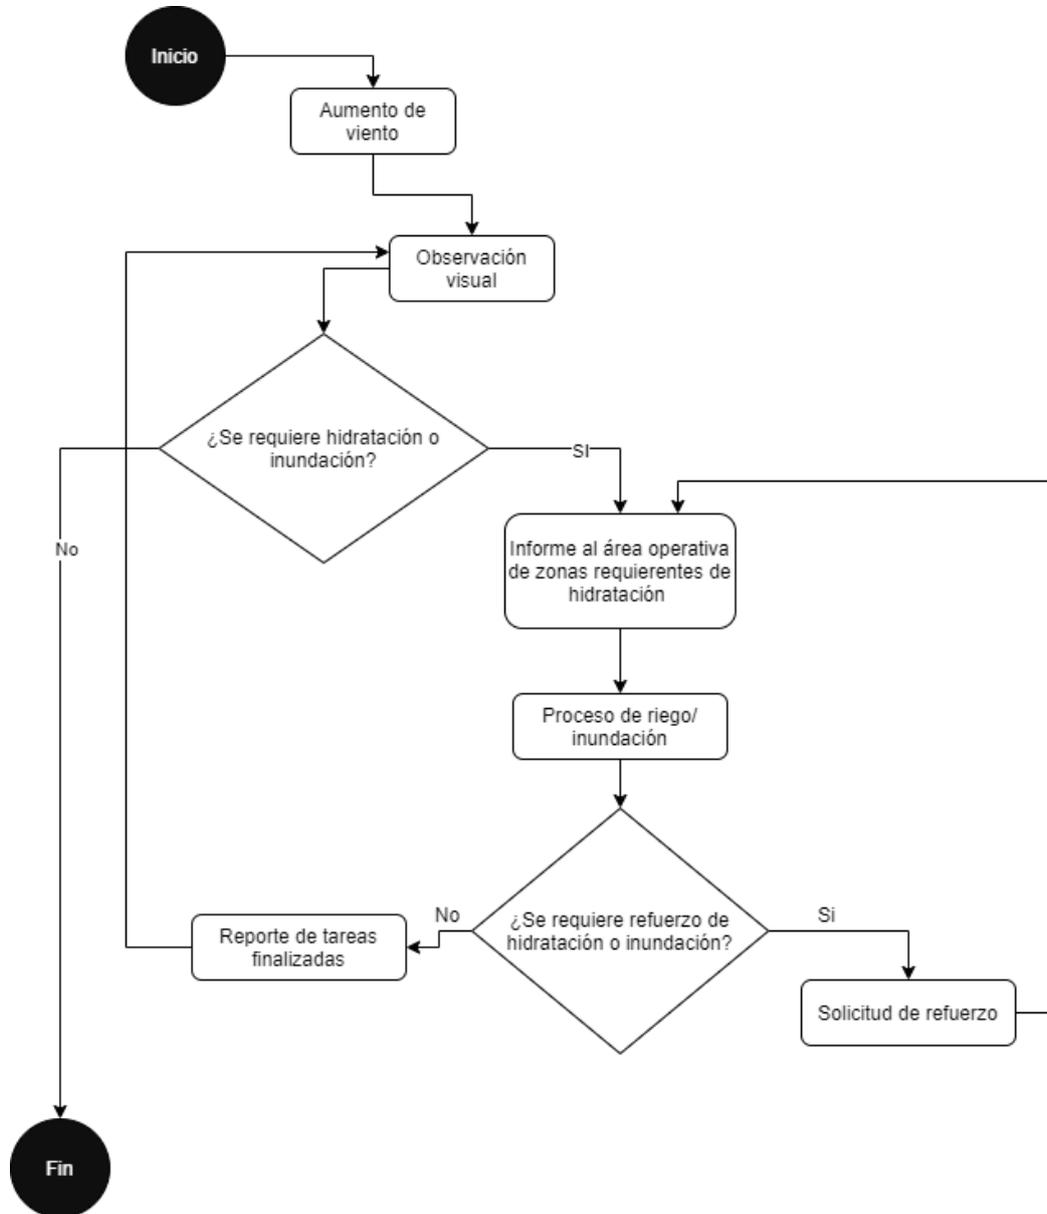 Inicio
Aumento de
viento
Observación
visual
¿Se requiere hidratación o
inundación?
SI
No
Informe al área operativa
de zonas requierentes de
hidratación
Proceso de riego/
inundación
¿Se requiere refuerzo de
hidratación o inundación?
No
Si
Reporte de tareas
finalizadas
Solicitud de refuerzo
Fin